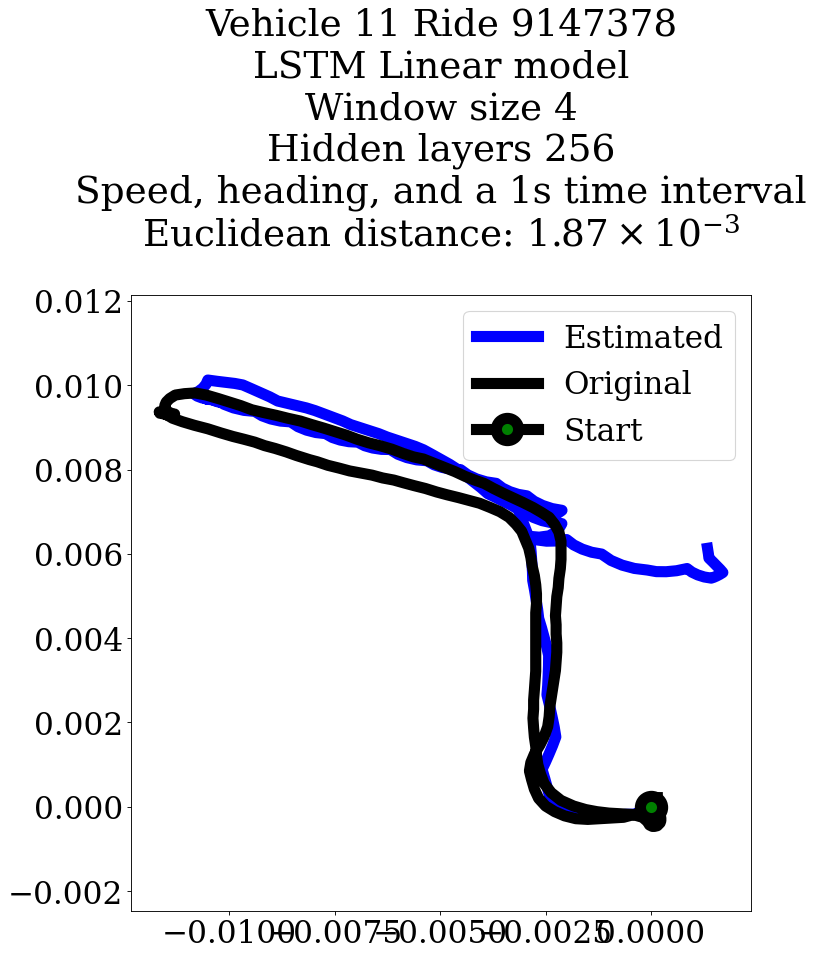 Vehicle 11 Ride 9147378
LSTM Linear model
Window size 4
Hidden layers 256
Speed, heading, and a 1s time interval
Euclidean distance: 1.87 × 10⁻³
0.012
0.010
0.008
0.006
0.004
0.002
0.000
−0.002
Estimated
Original
Start
−0.0100 −0.0075 −0.0050 −0.0025 0.0000